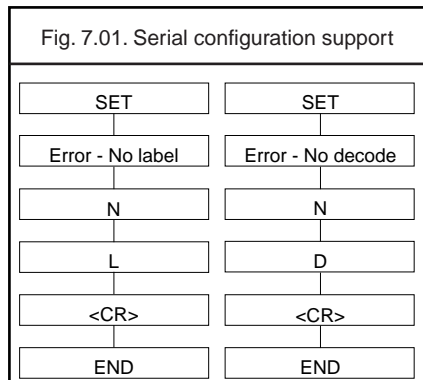 Fig. 7.01. Serial configuration support
SET
Error - No label
N
L
<CR>
END
SET
Error - No decode
N
D
<CR>
END